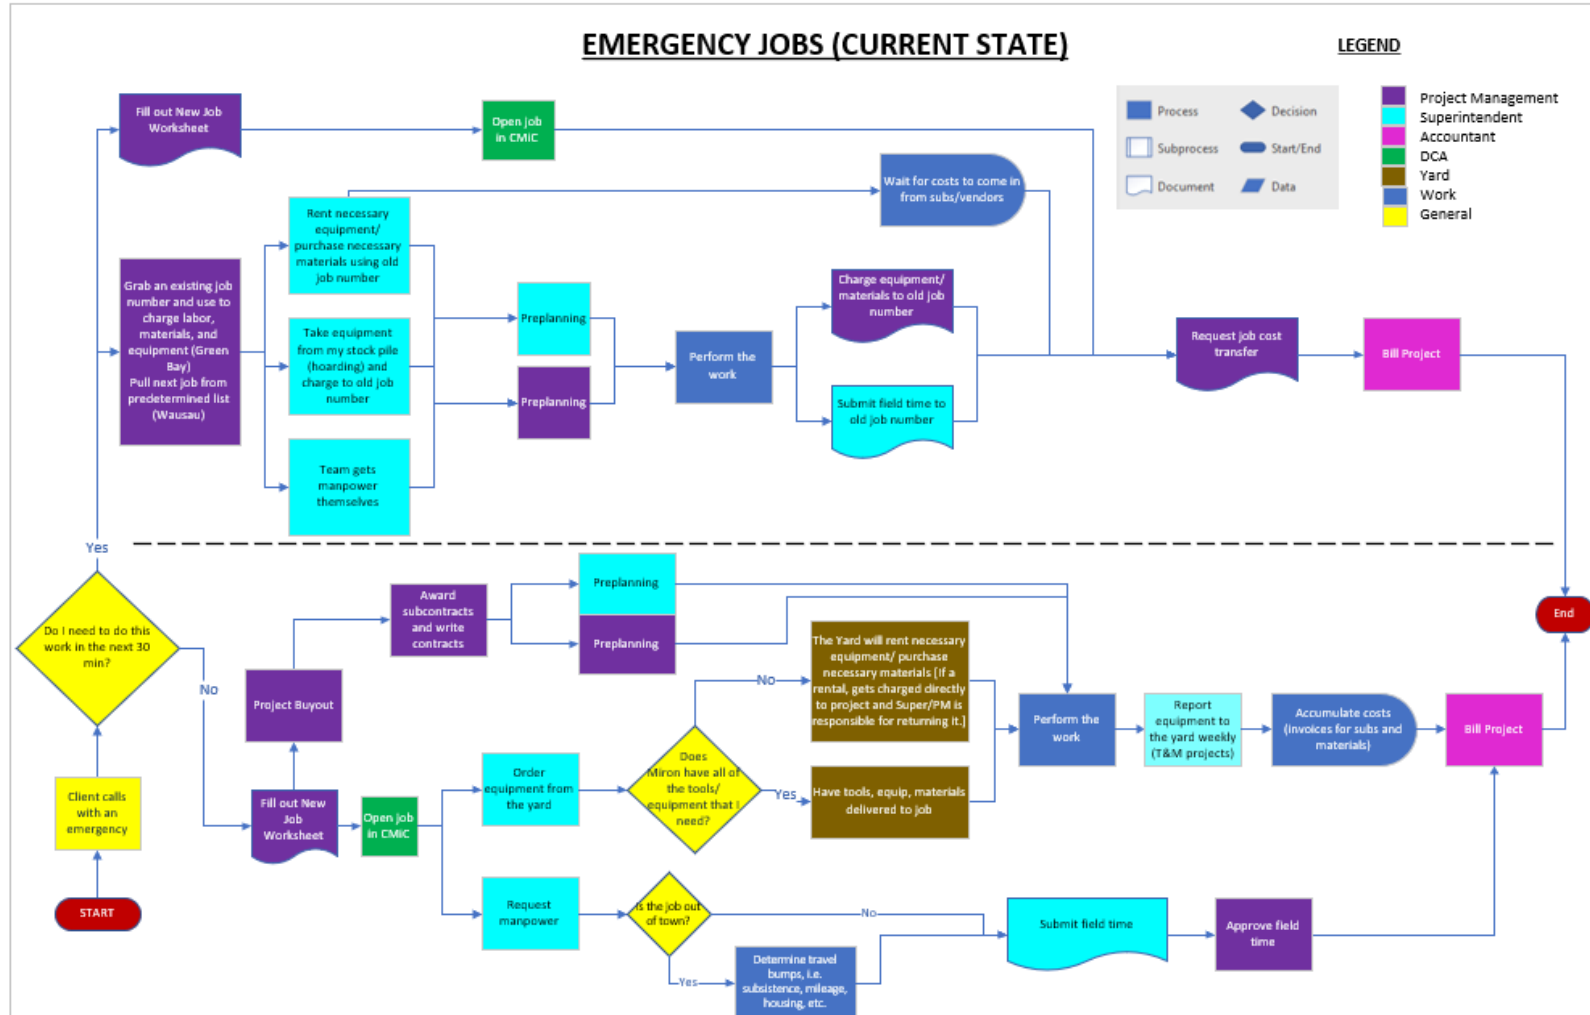 EMERGENCY JOBS (CURRENT STATE)
LEGEND
Process
Decision
Subprocess
Start/End
Document
Data
Project Management
Superintendent
Accountant
DCA
Yard
Work
General
Fill out New Job
Worksheet
Open job
in CMiC
Wait for costs to come in
from subs/vendors
Rent necessary
equipment/
purchase necessary
materials using old
job number
Grab an existing job
number and use to
charge labor,
materials, and
equipment (Green
Bay)
Pull next job from
predetermined list
(Wausau)
Take equipment
from my stock pile
(hoarding) and
charge to old job
number
Team gets
manpower
themselves
Preplanning
Preplanning
Perform the
work
Charge equipment/
materials to old job
number
Submit field time to
old job number
Request job cost
transfer
Bill Project
Yes
Do I need to do this
work in the next 30
min?
No
Client calls
with an
emergency
START
Project Buyout
Award
subcontracts
and write
contracts
Preplanning
Preplanning
Fill out New
Job
Worksheet
Open job
in CMiC
Order
equipment from
the yard
Does
Miron have all of
the tools/
equipment that I
need?
No
Yes
The Yard will rent necessary
equipment/ purchase
necessary materials [If a
rental, gets charged directly
to project and Super/PM is
responsible for returning it.]
Have tools, equip, materials
delivered to job
Perform the
work
Report
equipment to
the yard weekly
(T&M projects)
Accumulate costs
(invoices for subs and
materials)
Bill Project
End
Request
manpower
Is the job out
of town?
No
Yes
Determine travel
bumps, i.e.
subsistence, mileage,
housing, etc.
Submit field time
Approve field
time